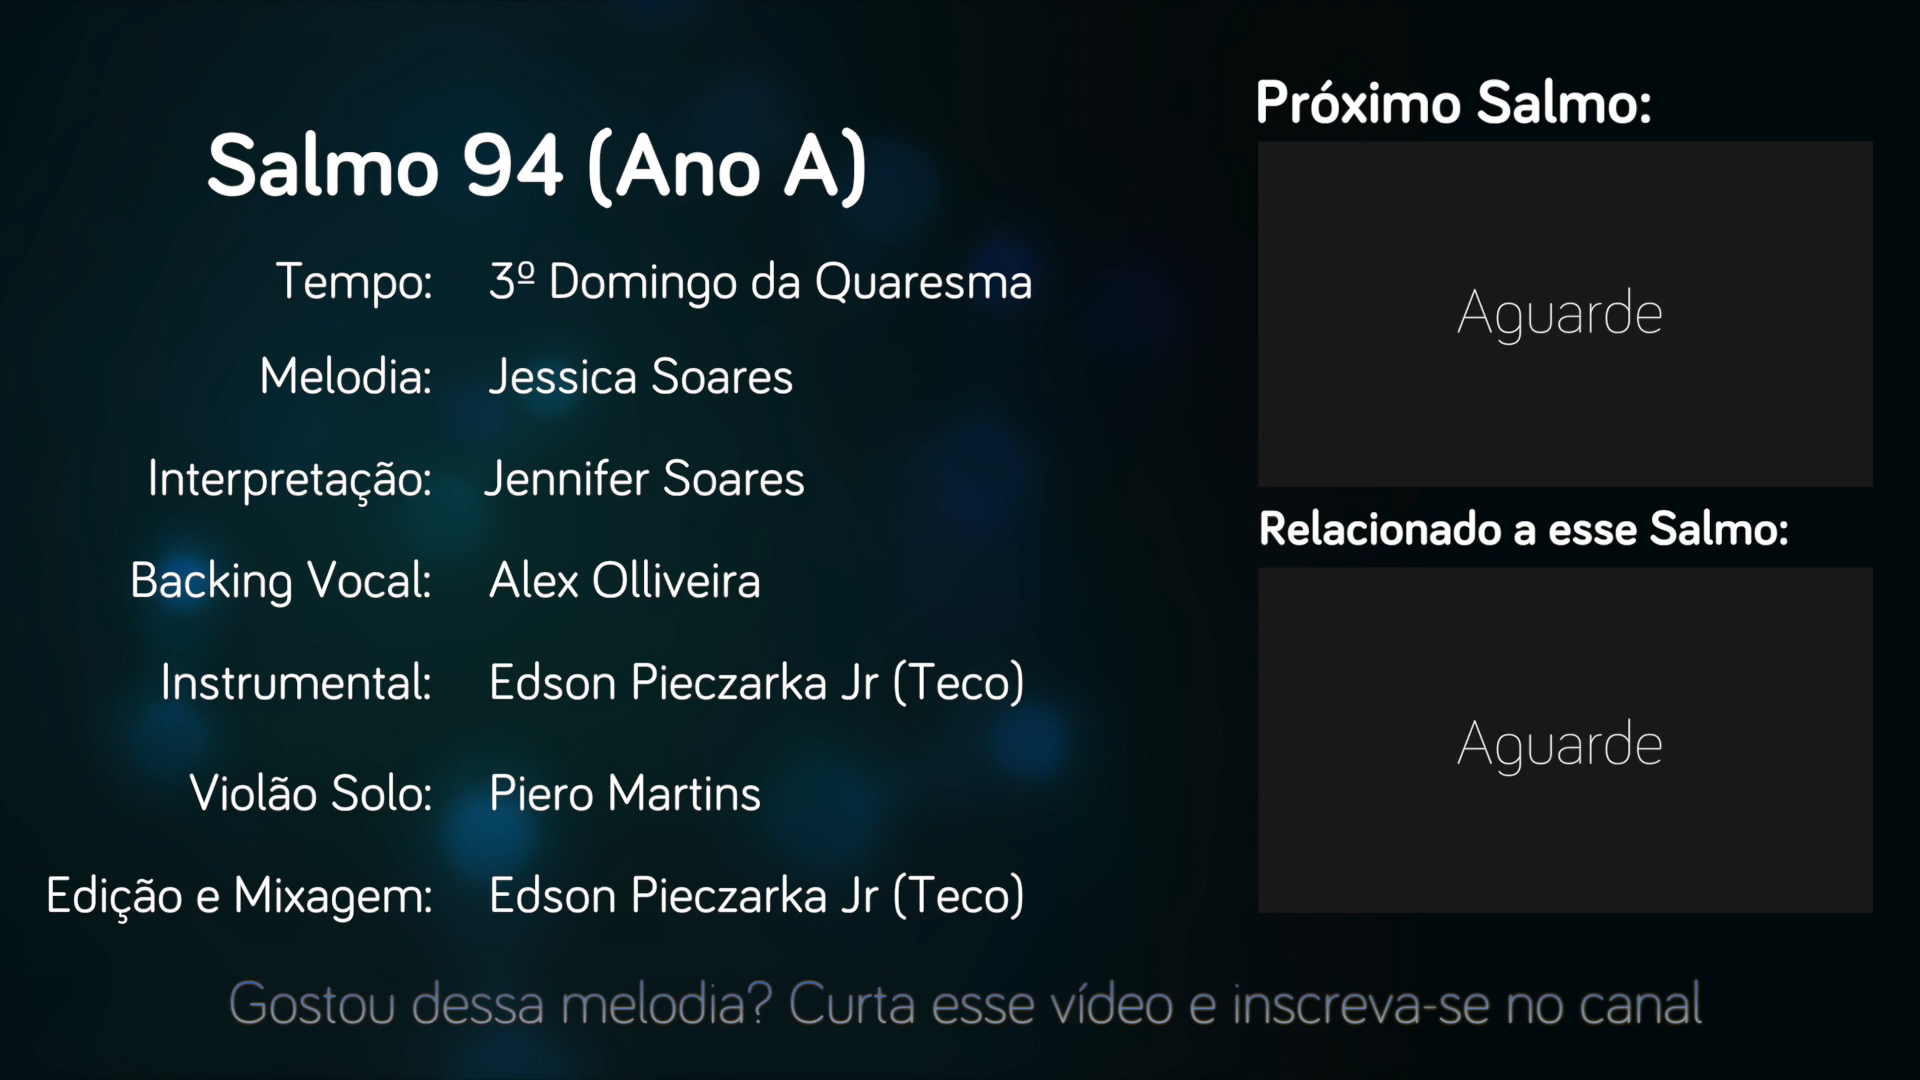 Salmo 94 (Ano A)
Tempo: 3º Domingo da Quaresma
Melodia: Jessica Soares
Interpretação: Jennifer Soares
Backing Vocal: Alex Olliveira
Instrumental: Edson Pieczarka Jr (Teco)
Violão Solo: Piero Martins
Edição e Mixagem: Edson Pieczarka Jr (Teco)
Próximo Salmo:
Aguarde
Relacionado a esse Salmo:
Aguarde
Gostou dessa melodia? Curta esse vídeo e inscreva-se no canal